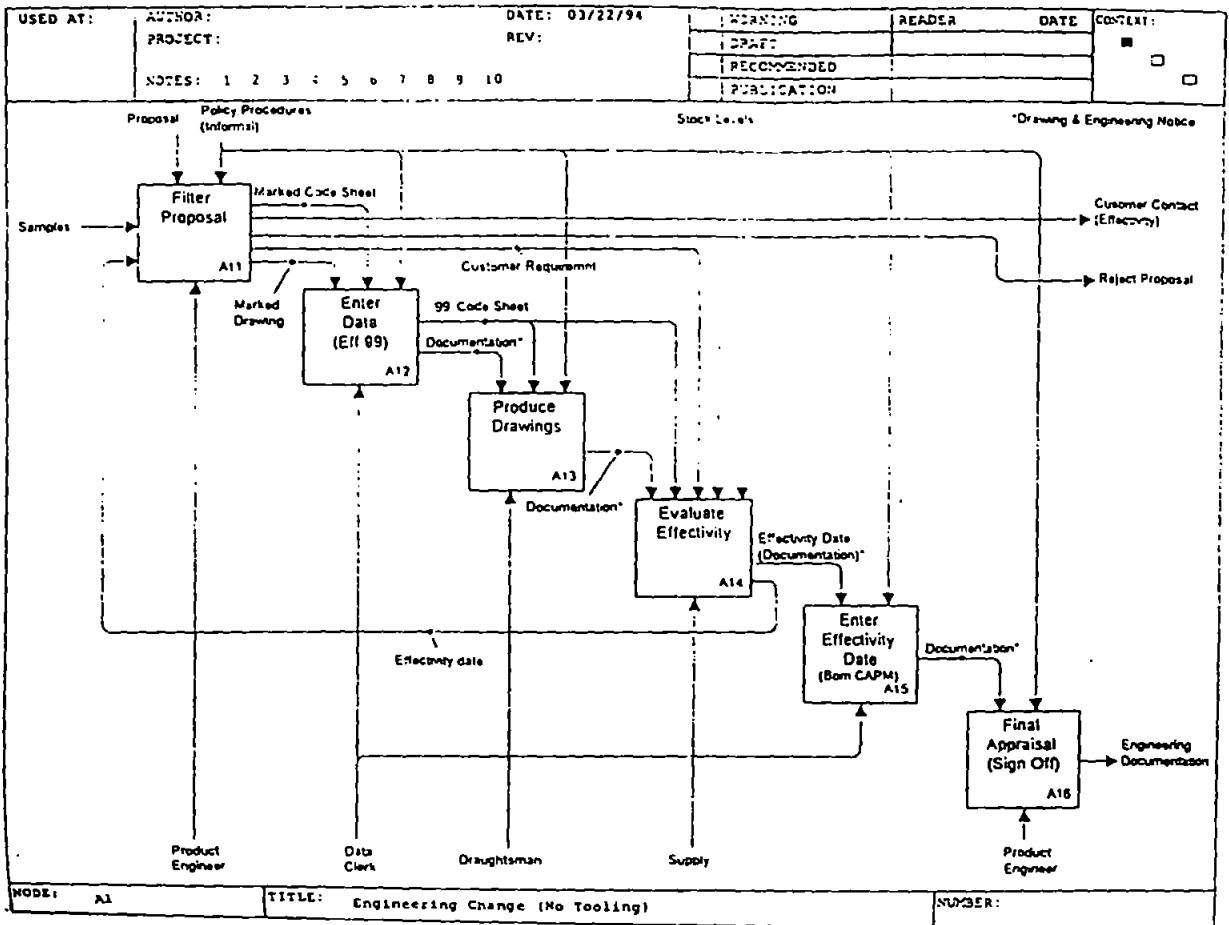 USED AT:
AUTHOR:
DATE: 03/22/94
PROJECT:
REV:
NOTES: 1 2 3 4 5 6 7 8 9 10
WORKING
DRAFT
RECOMMENDED
PUBLICATION
READER
DATE
CONTEXT:
Proposal
Policy Procedures
(Informal)
Stock Levels
*Drawing & Engineering Notice
Samples
Filter
Proposal
A11
Marked Code Sheet
Customer Contact
(Effectivity)
Customer Requiremnt
Reject Proposal
Marked
Drawing
Enter
Data
(Eff 99)
A12
99 Code Sheet
Documentation*
Produce
Drawings
A13
Documentation*
Evaluate
Effectivity
A14
Effectivity Date
(Documentation)*
Effectivity date
Enter
Effectivity
Date
(Bom CAPM)
A15
Documentation*
Final
Appraisal
(Sign Off)
A16
Engineering
Documentation
Product
Engineer
Data
Clerk
Draughtsman
Supply
Product
Engineer
NODE: A1
TITLE: Engineering Change (No Tooling)
NUMBER: